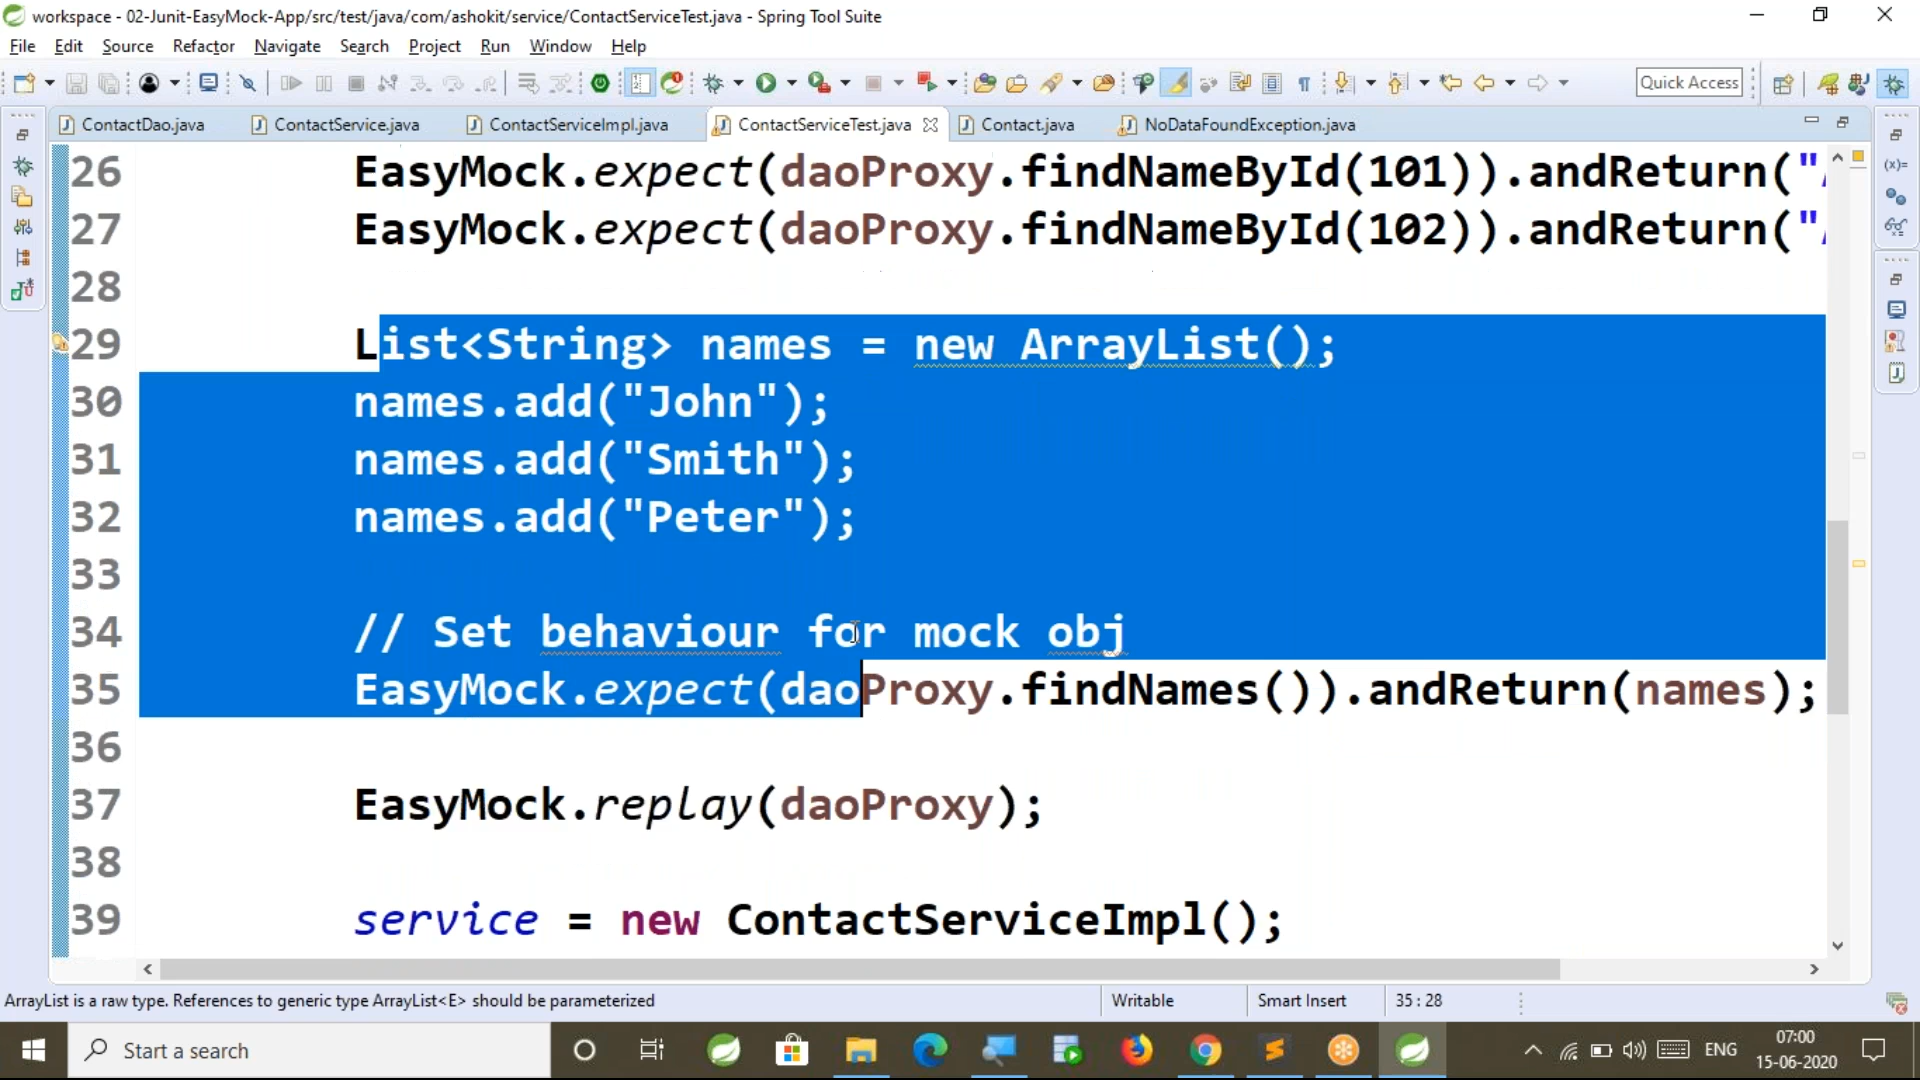 workspace - 02-Junit-EasyMock-App/src/test/java/com/ashokit/service/ContactServiceTest.java - Spring Tool Suite
File Edit Source Refactor Navigate Search Project Run Window Help
Quick Access
ContactDao.java ContactService.java ContactServiceImpl.java ContactServiceTest.java Contact.java NoDataFoundException.java
26 EasyMock.expect(daoProxy.findNameById(101)).andReturn("
27 EasyMock.expect(daoProxy.findNameById(102)).andReturn("
28
29 List<String> names = new ArrayList();
30 names.add("John");
31 names.add("Smith");
32 names.add("Peter");
33
34 // Set behaviour for mock obj
35 EasyMock.expect(daoProxy.findNames()).andReturn(names);
36
37 EasyMock.replay(daoProxy);
38
39 service = new ContactServiceImpl();
ArrayList is a raw type. References to generic type ArrayList<E> should be parameterized Writable Smart Insert 35 : 28
Start a search ENG 07:00
15-06-2020